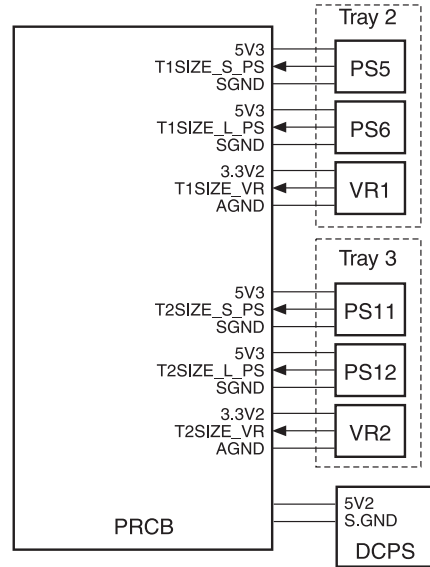 Tray 2
5V3
T1SIZE_S_PS
SGND
PS5
5V3
T1SIZE_L_PS
SGND
PS6
3.3V2
T1SIZE_VR
AGND
VR1
Tray 3
5V3
T2SIZE_S_PS
SGND
PS11
5V3
T2SIZE_L_PS
SGND
PS12
3.3V2
T2SIZE_VR
AGND
VR2
PRCB
5V2
S.GND
DCPS